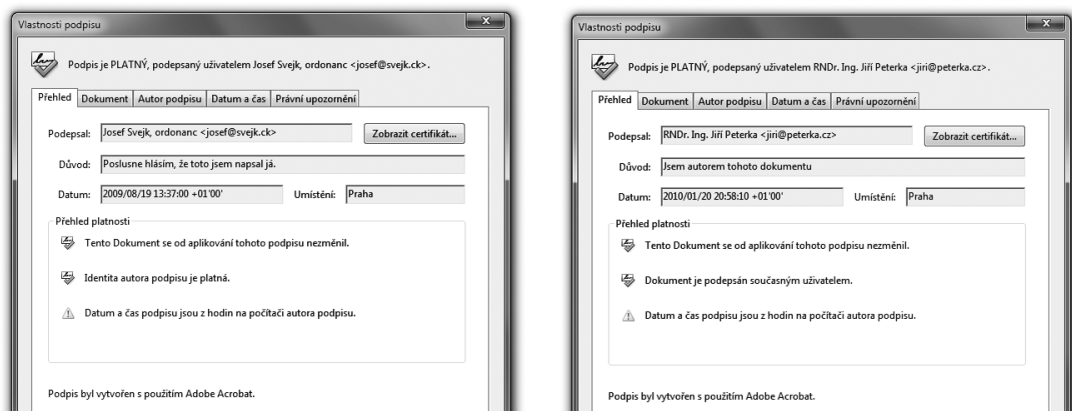 Vlastnosti podpisu
Podpis je PLATNÝ, podepsaný uživatelem Josef Svejk, ordonanc <josef@svejk.ck>.
Přehled Dokument Autor podpisu Datum a čas Právní upozornění
Podepsal: Josef Svejk, ordonanc <josef@svejk.ck> Zobrazit certifikát...
Důvod: Poslusne hlásím, že toto jsem napsal já.
Datum: 2009/08/19 13:37:00 +01'00' Umístění: Praha
Přehled platnosti
Tento Dokument se od aplikování tohoto podpisu nezměnil.
Identita autora podpisu je platná.
Datum a čas podpisu jsou z hodin na počítači autora podpisu.
Podpis byl vytvořen s použitím Adobe Acrobat.
Vlastnosti podpisu
Podpis je PLATNÝ, podepsaný uživatelem RNDr. Ing. Jiří Peterka <jiri@peterka.cz>.
Přehled Dokument Autor podpisu Datum a čas Právní upozornění
Podepsal: RNDr. Ing. Jiří Peterka <jiri@peterka.cz> Zobrazit certifikát...
Důvod: Jsem autorem tohoto dokumentu
Datum: 2010/01/20 20:58:10 +01'00' Umístění: Praha
Přehled platnosti
Tento Dokument se od aplikování tohoto podpisu nezměnil.
Dokument je podepsán současným uživatelem.
Datum a čas podpisu jsou z hodin na počítači autora podpisu.
Podpis byl vytvořen s použitím Adobe Acrobat.